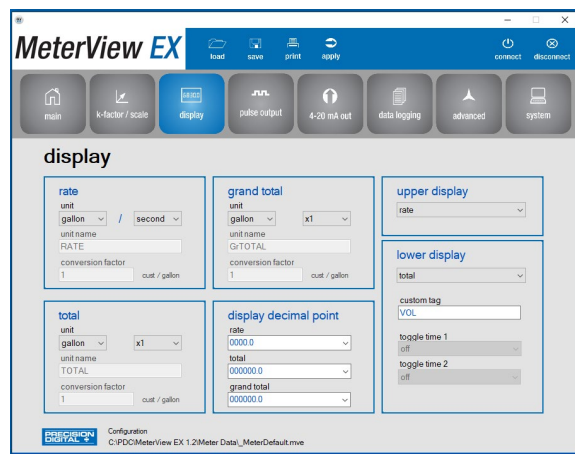 MeterView EX
load save print apply connect disconnect
main k-factor / scale display pulse output 4-20 mA out data logging advanced system
display
rate
unit
gallon / second
unit name
RATE
conversion factor
1 cust / gallon
grand total
unit
gallon x1
unit name
GrTOTAL
conversion factor
1 cust / gallon
upper display
rate
total
unit
gallon x1
unit name
TOTAL
conversion factor
1 cust / gallon
display decimal point
rate
0000.0
total
000000.0
grand total
000000.0
lower display
total
custom tag
VOL
toggle time 1
off
toggle time 2
off
PRECISION
DIGITAL
Configuration
C:\PDC\MeterView EX 1.2\Meter Data\_MeterDefault.mve